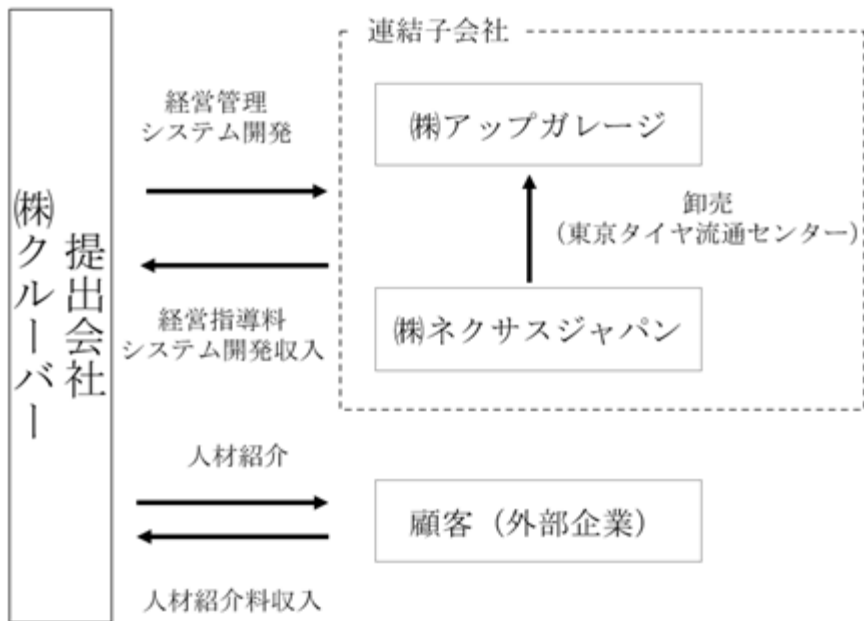 提出会社
㈱クルーバー
経営管理
システム開発
経営指導料
システム開発収入
連結子会社
㈱アップガレージ
卸売
（東京タイヤ流通センター）
㈱ネクサスジャパン
人材紹介
人材紹介料収入
顧客（外部企業）